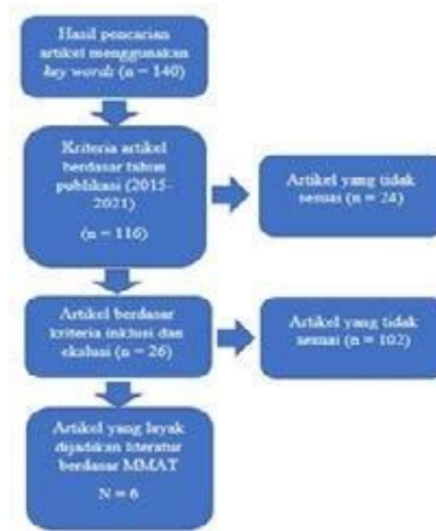 Hasil pencarian
artikel menggunakan
key words (n = 140)
Kriteria artikel
berdasar tahun
publikasi (2015-
2021)
(n = 116)
Artikel yang tidak
sesuai (n = 24)
Artikel berdasar
kriteria inklusi dan
ekslusi (n = 26)
Artikel yang tidak
sesuai (n = 102)
Artikel yang layak
dijadikan literatur
berdasar MMAT
N = 6